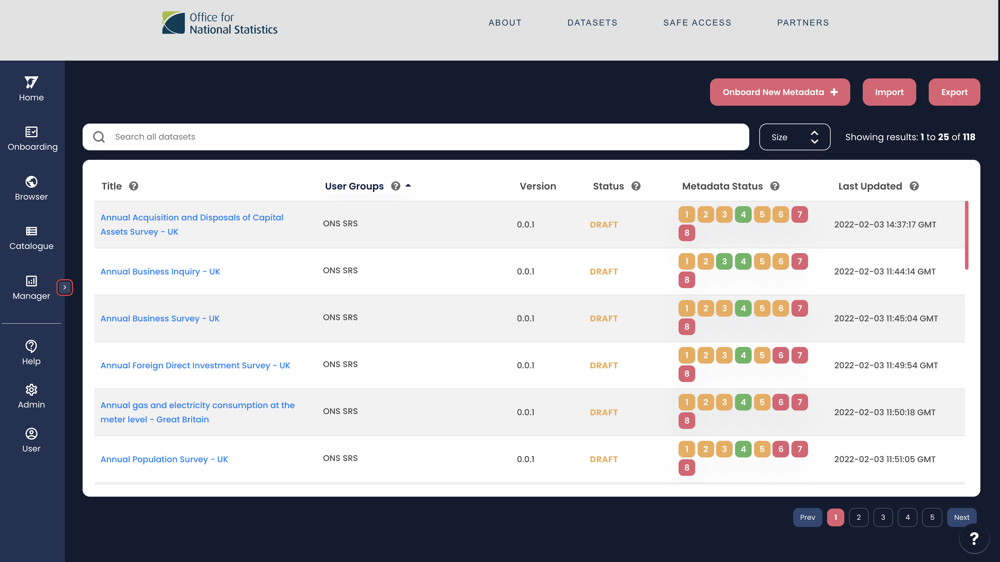 Office for
National Statistics
ABOUT DATASETS SAFE ACCESS PARTNERS
Home
Onboarding
Browser
Catalogue
Manager
Help
Admin
User
Onboard New Metadata Import Export
Search all datasets Size Showing results: 1 to 25 of 118
Title ? User Groups ? Version Status ? Metadata Status ? Last Updated ?
Annual Acquisition and Disposals of Capital
Assets Survey - UK
ONS SRS 0.0.1 DRAFT 1 2 3 4 5 6 7
8
2022-02-03 14:37:17 GMT
Annual Business Inquiry - UK ONS SRS 0.0.1 DRAFT 1 2 3 4 5 6 7
8
2022-02-03 11:44:14 GMT
Annual Business Survey - UK ONS SRS 0.0.1 DRAFT 1 2 3 4 5 6 7
8
2022-02-03 11:45:04 GMT
Annual Foreign Direct Investment Survey - UK ONS SRS 0.0.1 DRAFT 1 2 3 4 5 6 7
8
2022-02-03 11:49:54 GMT
Annual gas and electricity consumption at the
meter level - Great Britain
ONS SRS 0.0.1 DRAFT 1 2 3 4 5 6 7
8
2022-02-03 11:50:18 GMT
Annual Population Survey - UK ONS SRS 0.0.1 DRAFT 1 2 3 4 5 6 7
8
2022-02-03 11:51:05 GMT
Prev 1 2 3 4 5 Next
?